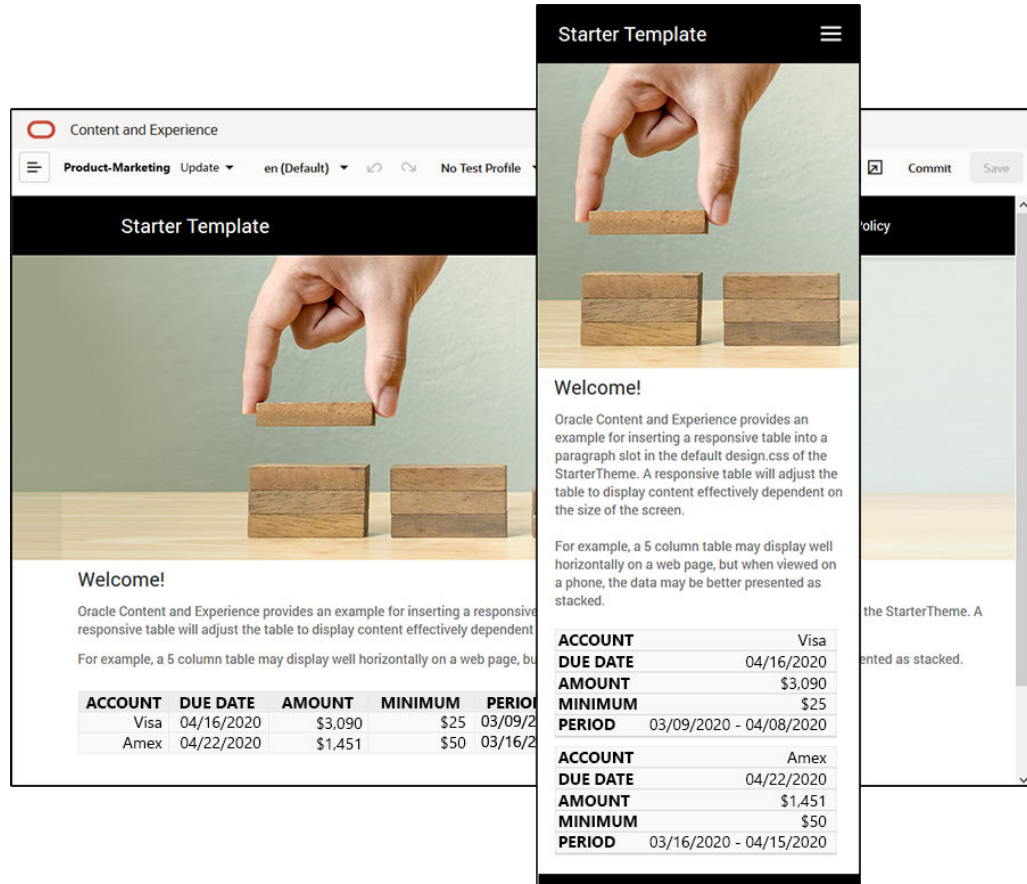 Content and Experience
Product-Marketing Update en (Default) No Test Profile Commit Save
Starter Template Policy
Welcome!
Oracle Content and Experience provides an example for inserting a responsive the StarterTheme. A
responsive table will adjust the table to display content effectively dependent
For example, a 5 column table may display well horizontally on a web page, as stacked.
ACCOUNT DUE DATE AMOUNT MINIMUM
Visa 04/16/2020 $3,090 $25 03/09/2
Amex 04/22/2020 $1,451 $50 03/16/2
Starter Template
Welcome!
Oracle Content and Experience provides an
example for inserting a responsive table into a
paragraph slot in the default design.css of the
StarterTheme. A responsive table will adjust the
table to display content effectively dependent on
the size of the screen.
For example, a 5 column table may display well
horizontally on a web page, but when viewed on
a phone, the data may be better presented as
stacked.
ACCOUNT Visa
DUE DATE 04/16/2020
AMOUNT $3,090
MINIMUM $25
PERIOD 03/09/2020 - 04/08/2020
ACCOUNT Amex
DUE DATE 04/22/2020
AMOUNT $1,451
MINIMUM $50
PERIOD 03/16/2020 - 04/15/2020